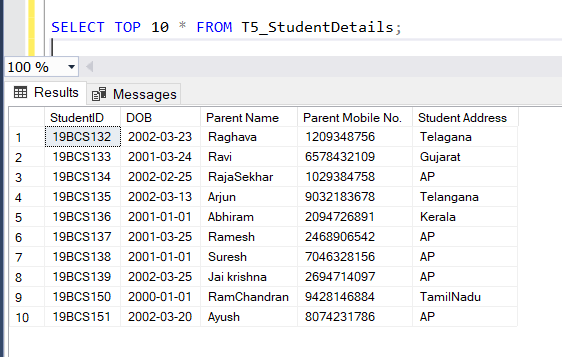 SELECT TOP 10 * FROM T5_StudentDetails;
100 %
Results Messages
StudentID DOB Parent Name Parent Mobile No. Student Address
1 19BCS132 2002-03-23 Raghava 1209348756 Telagana
2 19BCS133 2001-03-24 Ravi 6578432109 Gujarat
3 19BCS134 2002-02-25 RajaSekhar 1029384758 AP
4 19BCS135 2002-03-13 Arjun 9032183678 Telangana
5 19BCS136 2001-01-01 Abhiram 2094726891 Kerala
6 19BCS137 2001-03-25 Ramesh 2468906542 AP
7 19BCS138 2001-01-01 Suresh 7046328156 AP
8 19BCS139 2002-03-25 Jai krishna 2694714097 AP
9 19BCS150 2000-01-01 RamChandran 9428146884 TamilNadu
10 19BCS151 2002-03-20 Ayush 8074231786 AP